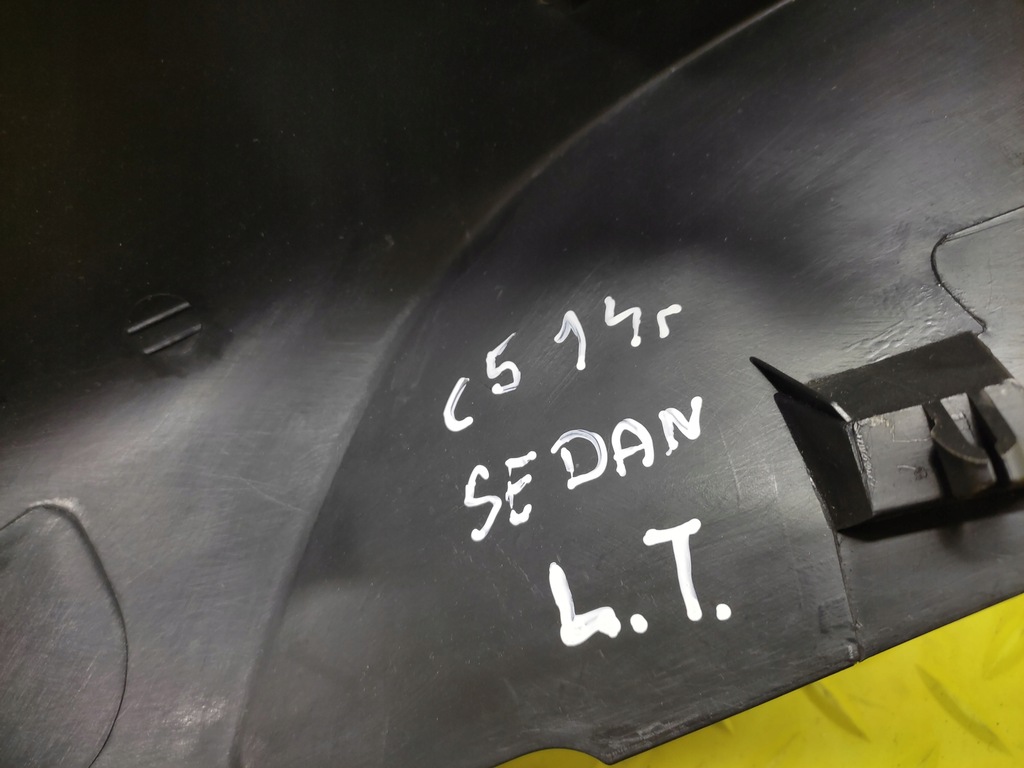 C5 14r
SEDAN
L.T.